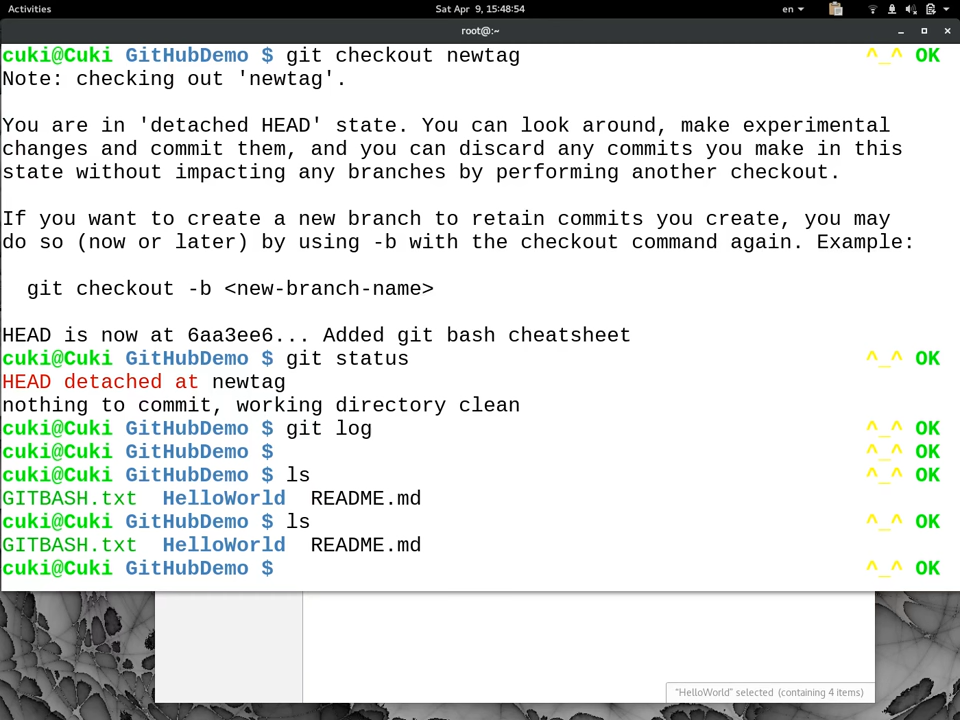 Activities Sat Apr 9, 15:48:54 en
root@:~
cuki@Cuki GitHubDemo $ git checkout newtag ^_^ OK
Note: checking out 'newtag'.
You are in 'detached HEAD' state. You can look around, make experimental
changes and commit them, and you can discard any commits you make in this
state without impacting any branches by performing another checkout.
If you want to create a new branch to retain commits you create, you may
do so (now or later) by using -b with the checkout command again. Example:
git checkout -b <new-branch-name>
HEAD is now at 6aa3ee6... Added git bash cheatsheet
cuki@Cuki GitHubDemo $ git status ^_^ OK
HEAD detached at newtag
nothing to commit, working directory clean
cuki@Cuki GitHubDemo $ git log ^_^ OK
cuki@Cuki GitHubDemo $ ^_^ OK
cuki@Cuki GitHubDemo $ ls ^_^ OK
GITBASH.txt HelloWorld README.md
cuki@Cuki GitHubDemo $ ls ^_^ OK
GITBASH.txt HelloWorld README.md
cuki@Cuki GitHubDemo $ ^_^ OK
"HelloWorld" selected (containing 4 items)